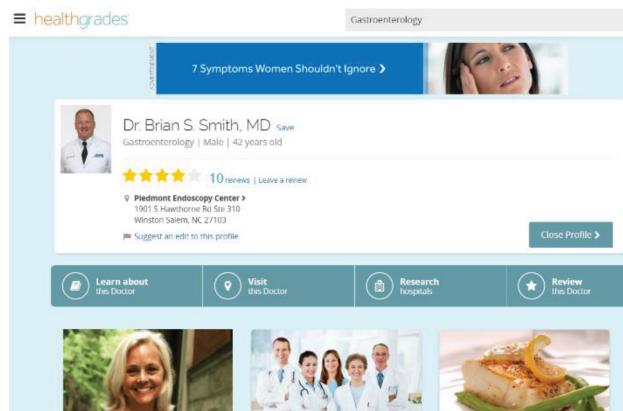 healthgrades
Gastroenterology
ADVERTISEMENT
7 Symptoms Women Shouldn't Ignore ❯
Dr. Brian S. Smith, MD Save
Gastroenterology | Male | 42 years old
10 reviews | Leave a review
Piedmont Endoscopy Center ›
1901 S Hawthorne Rd Ste 310
Winston Salem, NC 27103
Suggest an edit to this profile
Close Profile ❯
Learn about
this Doctor
Visit
this Doctor
Research
hospitals
Review
this Doctor